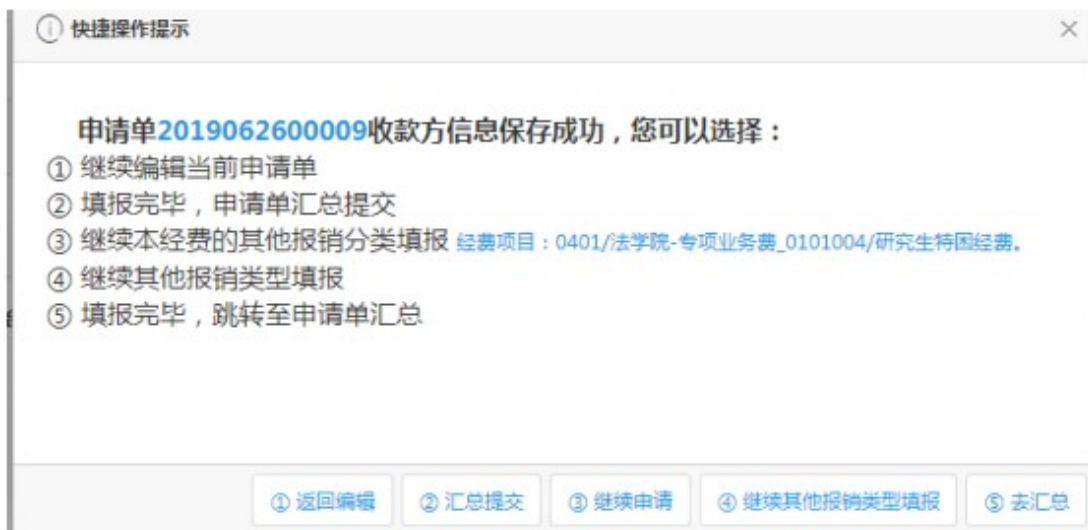 快捷操作提示
申请单2019062600009收款方信息保存成功，您可以选择：
① 继续编辑当前申请单
② 填报完毕，申请单汇总提交
③ 继续本经费的其他报销分类填报 经费项目：0401/法学院-专项业务费_0101004/研究生特困经费。
④ 继续其他报销类型填报
⑤ 填报完毕，跳转至申请单汇总
① 返回编辑 ② 汇总提交 ③ 继续申请 ④ 继续其他报销类型填报 ⑤ 去汇总